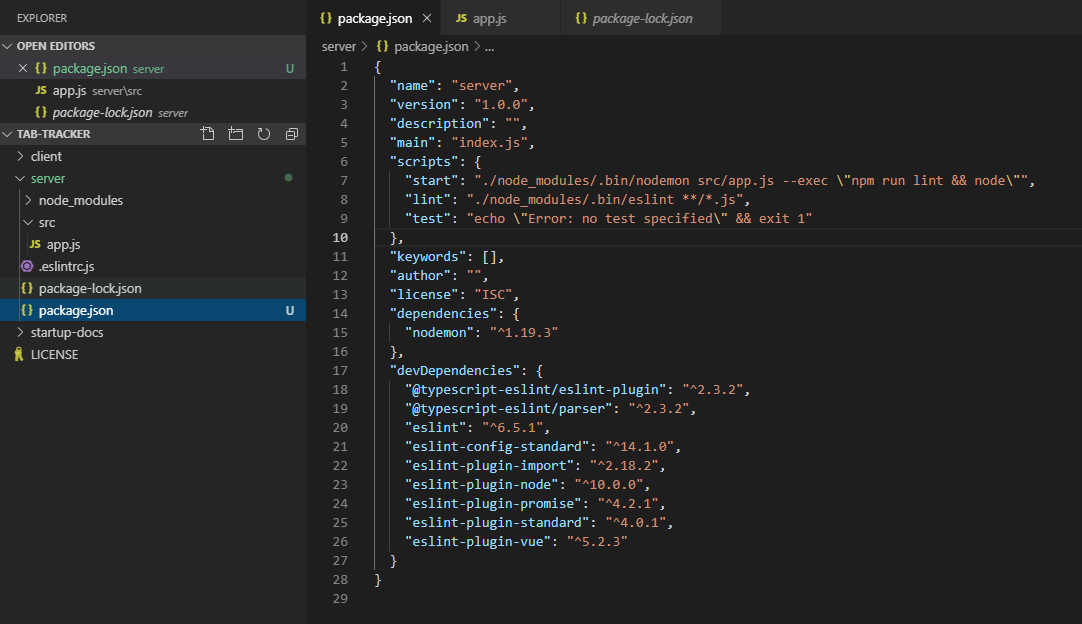 EXPLORER
OPEN EDITORS
package.json server U
app.js server\src
package-lock.json server
TAB-TRACKER
client
server
node_modules
src
JS app.js
.eslintrc.js
{} package-lock.json
{} package.json U
startup-docs
LICENSE
{} package.json JS app.js {} package-lock.json
server > {} package.json > ...
1 {
2 "name": "server",
3 "version": "1.0.0",
4 "description": "",
5 "main": "index.js",
6 "scripts": {
7 "start": "./node_modules/.bin/nodemon src/app.js --exec \"npm run lint && node\"",
8 "lint": "./node_modules/.bin/eslint **/*.js",
9 "test": "echo \"Error: no test specified\" && exit 1"
10 },
11 "keywords": [],
12 "author": "",
13 "license": "ISC",
14 "dependencies": {
15 "nodemon": "^1.19.3"
16 },
17 "devDependencies": {
18 "@typescript-eslint/eslint-plugin": "^2.3.2",
19 "@typescript-eslint/parser": "^2.3.2",
20 "eslint": "^6.5.1",
21 "eslint-config-standard": "^14.1.0",
22 "eslint-plugin-import": "^2.18.2",
23 "eslint-plugin-node": "^10.0.0",
24 "eslint-plugin-promise": "^4.2.1",
25 "eslint-plugin-standard": "^4.0.1",
26 "eslint-plugin-vue": "^5.2.3"
27 }
28 }
29